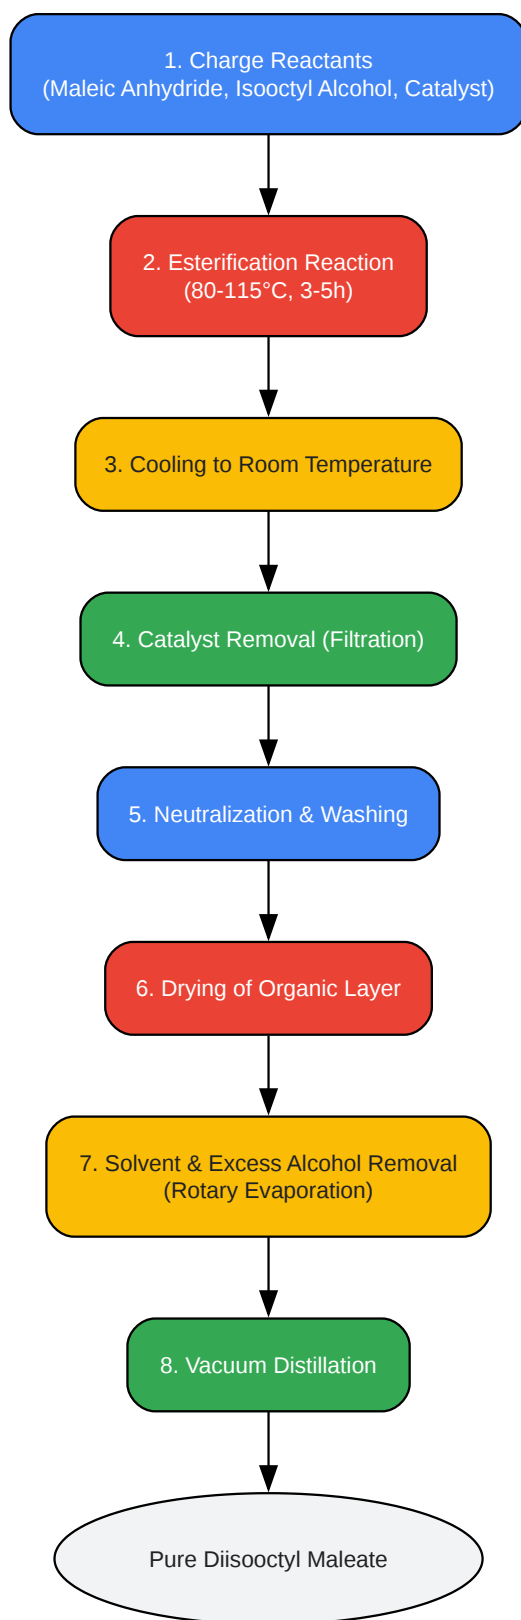 1. Charge Reactants
(Maleic Anhydride, Isooctyl Alcohol, Catalyst)
2. Esterification Reaction
(80-115°C, 3-5h)
3. Cooling to Room Temperature
4. Catalyst Removal (Filtration)
5. Neutralization & Washing
6. Drying of Organic Layer
7. Solvent & Excess Alcohol Removal
(Rotary Evaporation)
8. Vacuum Distillation
Pure Diisooctyl Maleate